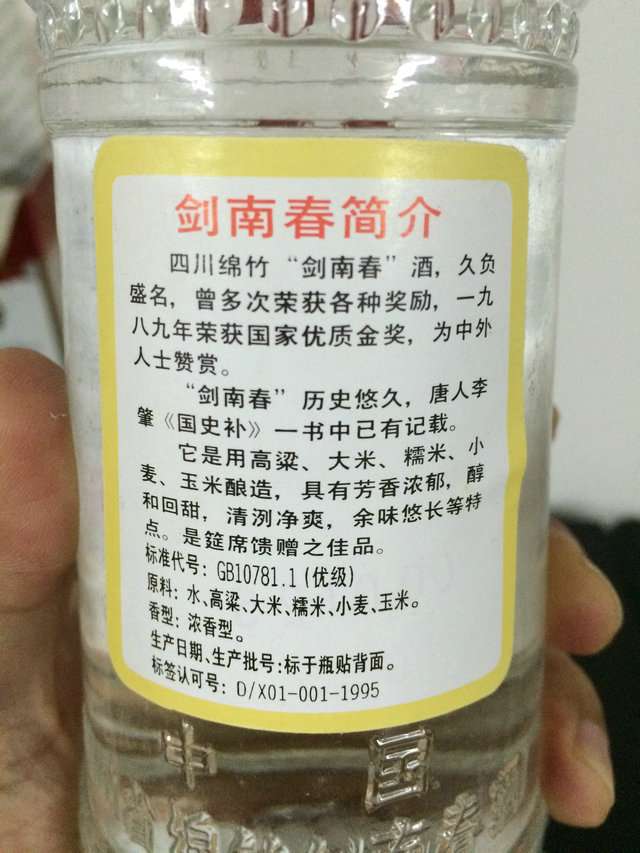 剑南春简介
四川绵竹“剑南春”酒，久负
盛名，曾多次荣获各种奖励，一九
八九年荣获国家优质金奖，为中外
人士赞赏。
“剑南春”历史悠久，唐人李
肇《国史补》一书中已有记载。
它是用高粱、大米、糯米、小
麦、玉米酿造，具有芳香浓郁，醇
和回甜，清洌净爽，余味悠长等特
点。是筵席馈赠之佳品。
标准代号：GB10781.1(优级)
原料：水、高粱、大米、糯米、小麦、玉米。
香型：浓香型。
生产日期、生产批号：标于瓶贴背面。
标签认可号：D/X01-001-1995
中国